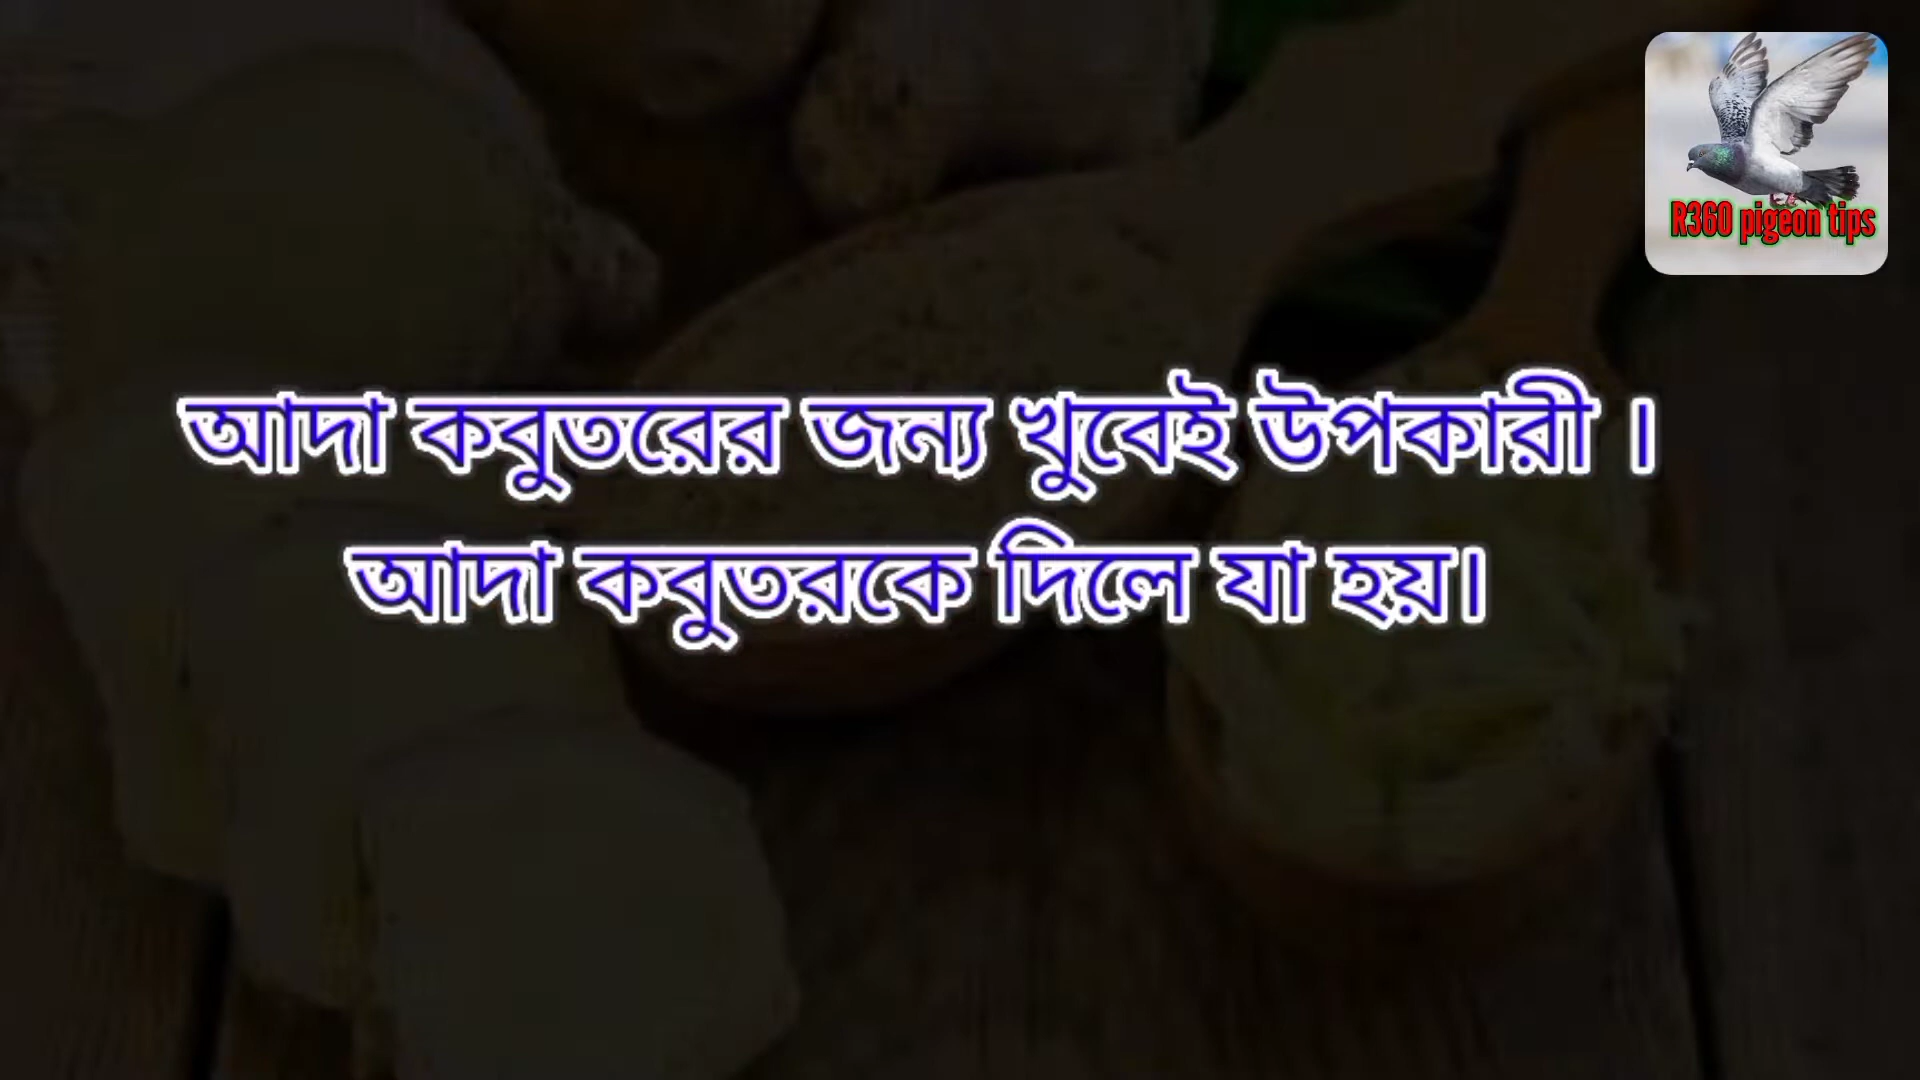 R360 pigeon tips
আদা কবুতরের জন্য খুবেই উপকারী ।
আদা কবুতরকে দিলে যা হয়।